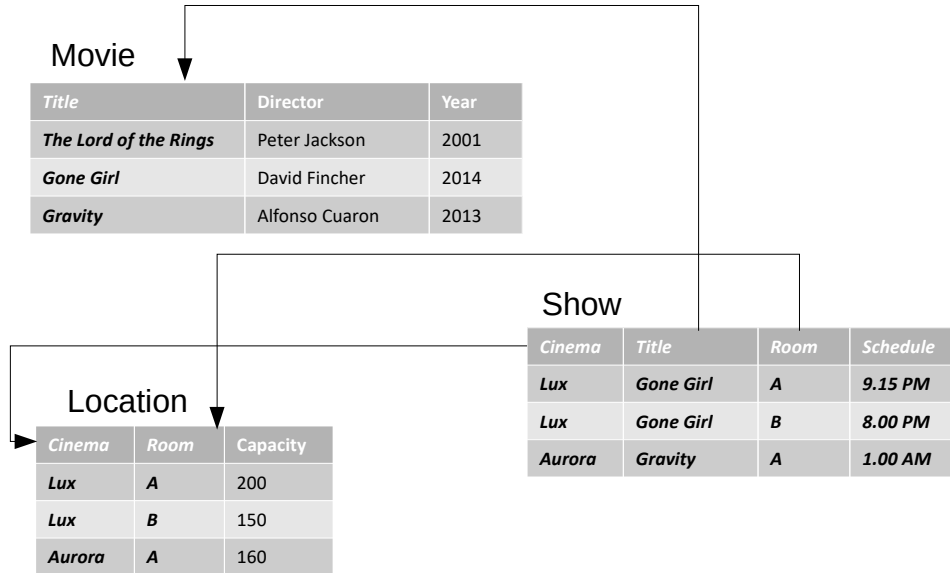 Movie
Title Director Year
The Lord of the Rings Peter Jackson 2001
Gone Girl David Fincher 2014
Gravity Alfonso Cuaron 2013
Show
Cinema Title Room Schedule
Lux Gone Girl A 9.15 PM
Lux Gone Girl B 8.00 PM
Aurora Gravity A 1.00 AM
Location
Cinema Room Capacity
Lux A 200
Lux B 150
Aurora A 160